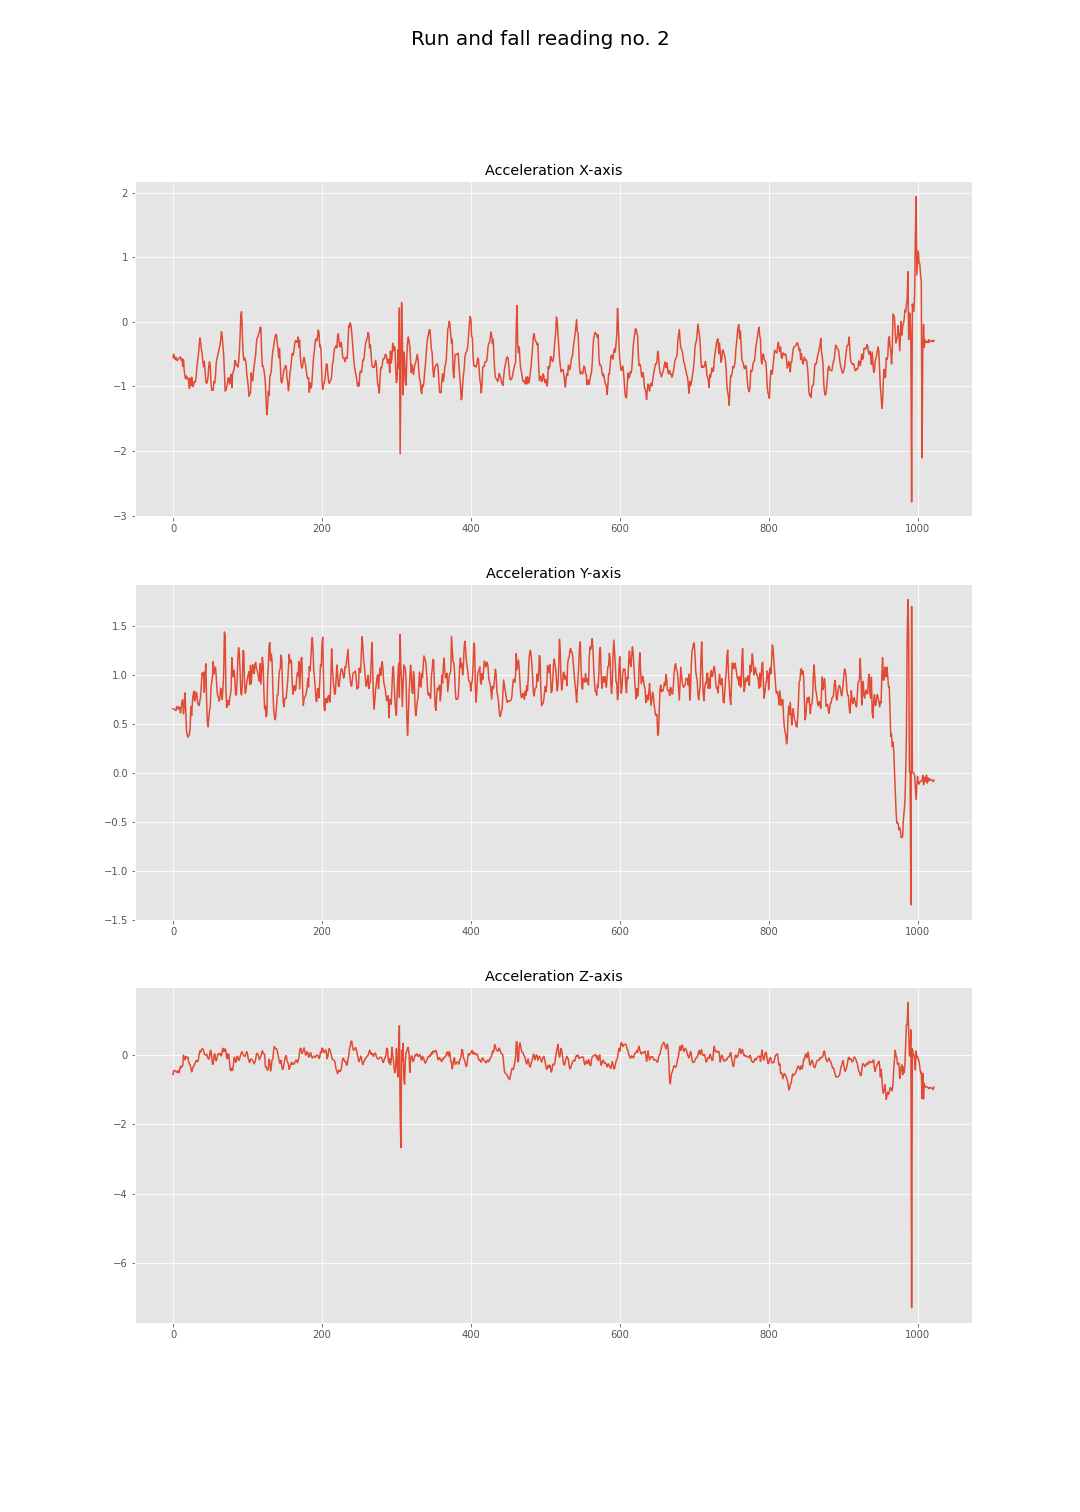 Run and fall reading no. 2
Acceleration X-axis
2
1
0
−1
−2
−3
0 200 400 600 800 1000
Acceleration Y-axis
1.5
1.0
0.5
0.0
−0.5
−1.0
−1.5
0 200 400 600 800 1000
Acceleration Z-axis
0
−2
−4
−6
0 200 400 600 800 1000